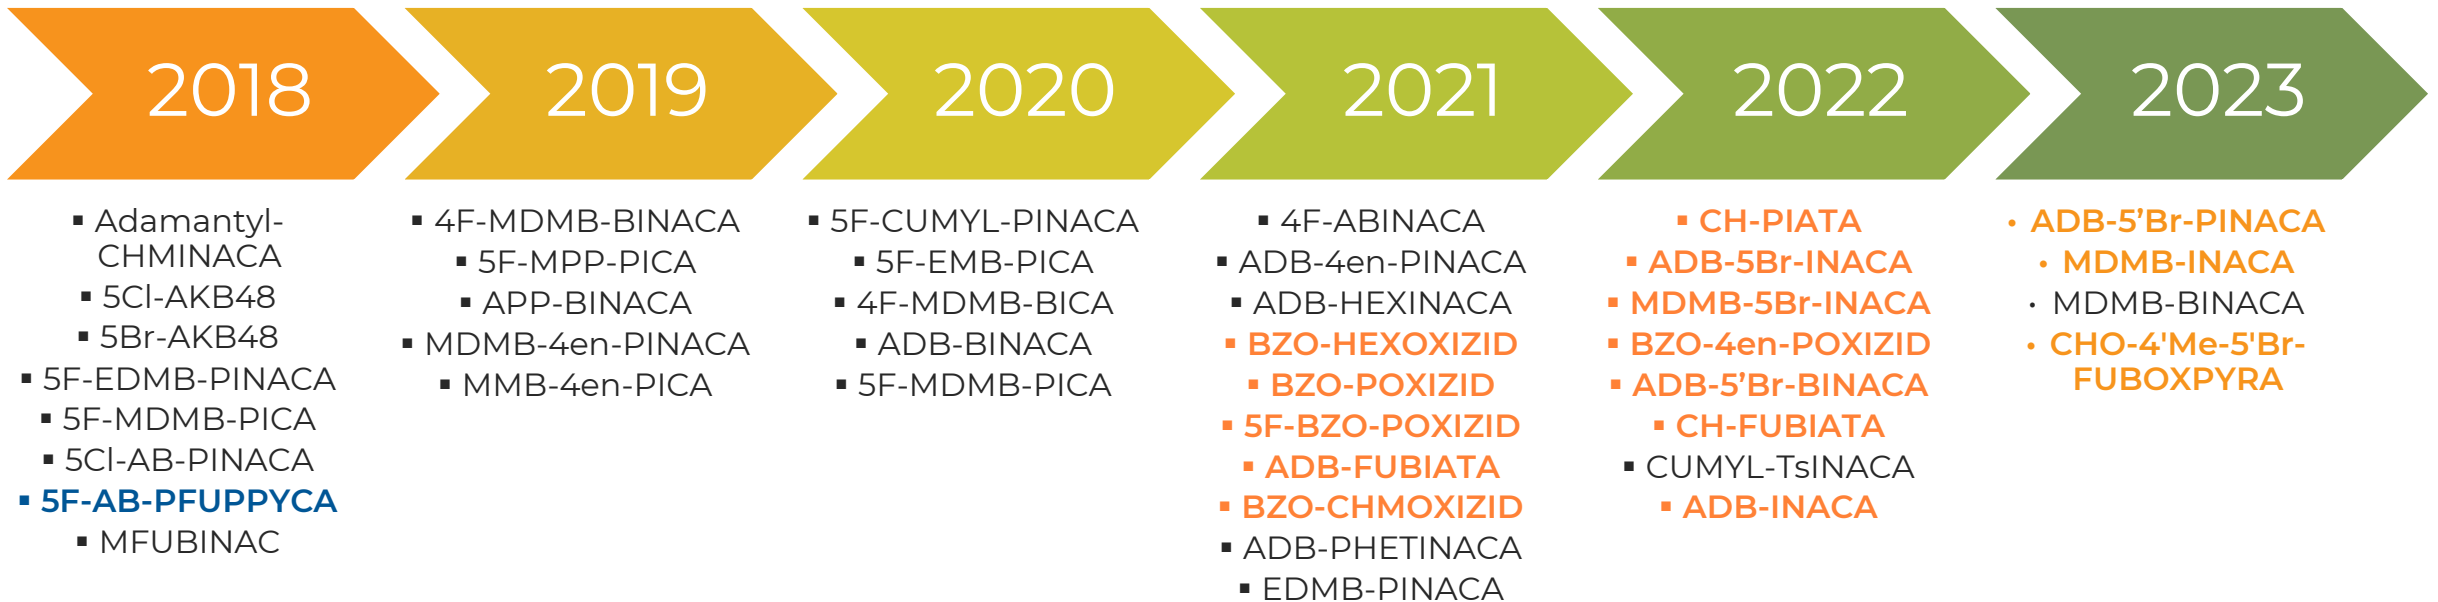 2018
▪ Adamantyl-
CHMINACA
▪ 5Cl-AKB48
▪ 5Br-AKB48
▪ 5F-EDMB-PINACA
▪ 5F-MDMB-PICA
▪ 5Cl-AB-PINACA
▪ 5F-AB-PFUPPYCA
▪ MFUBINAC
2019
▪ 4F-MDMB-BINACA
▪ 5F-MPP-PICA
▪ APP-BINACA
▪ MDMB-4en-PINACA
▪ MMB-4en-PICA
2020
▪ 5F-CUMYL-PINACA
▪ 5F-EMB-PICA
▪ 4F-MDMB-BICA
▪ ADB-BINACA
▪ 5F-MDMB-PICA
2021
▪ 4F-ABINACA
▪ ADB-4en-PINACA
▪ ADB-HEXINACA
▪ BZO-HEXOXIZID
▪ BZO-POXIZID
▪ 5F-BZO-POXIZID
▪ ADB-FUBIATA
▪ BZO-CHMOXIZID
▪ ADB-PHETINACA
▪ EDMB-PINACA
2022
▪ CH-PIATA
▪ ADB-5Br-INACA
▪ MDMB-5Br-INACA
▪ BZO-4en-POXIZID
▪ ADB-5’Br-BINACA
▪ CH-FUBIATA
▪ CUMYL-TsINACA
▪ ADB-INACA
2023
• ADB-5’Br-PINACA
• MDMB-INACA
• MDMB-BINACA
• CHO-4'Me-5'Br-
FUBOXPYRA